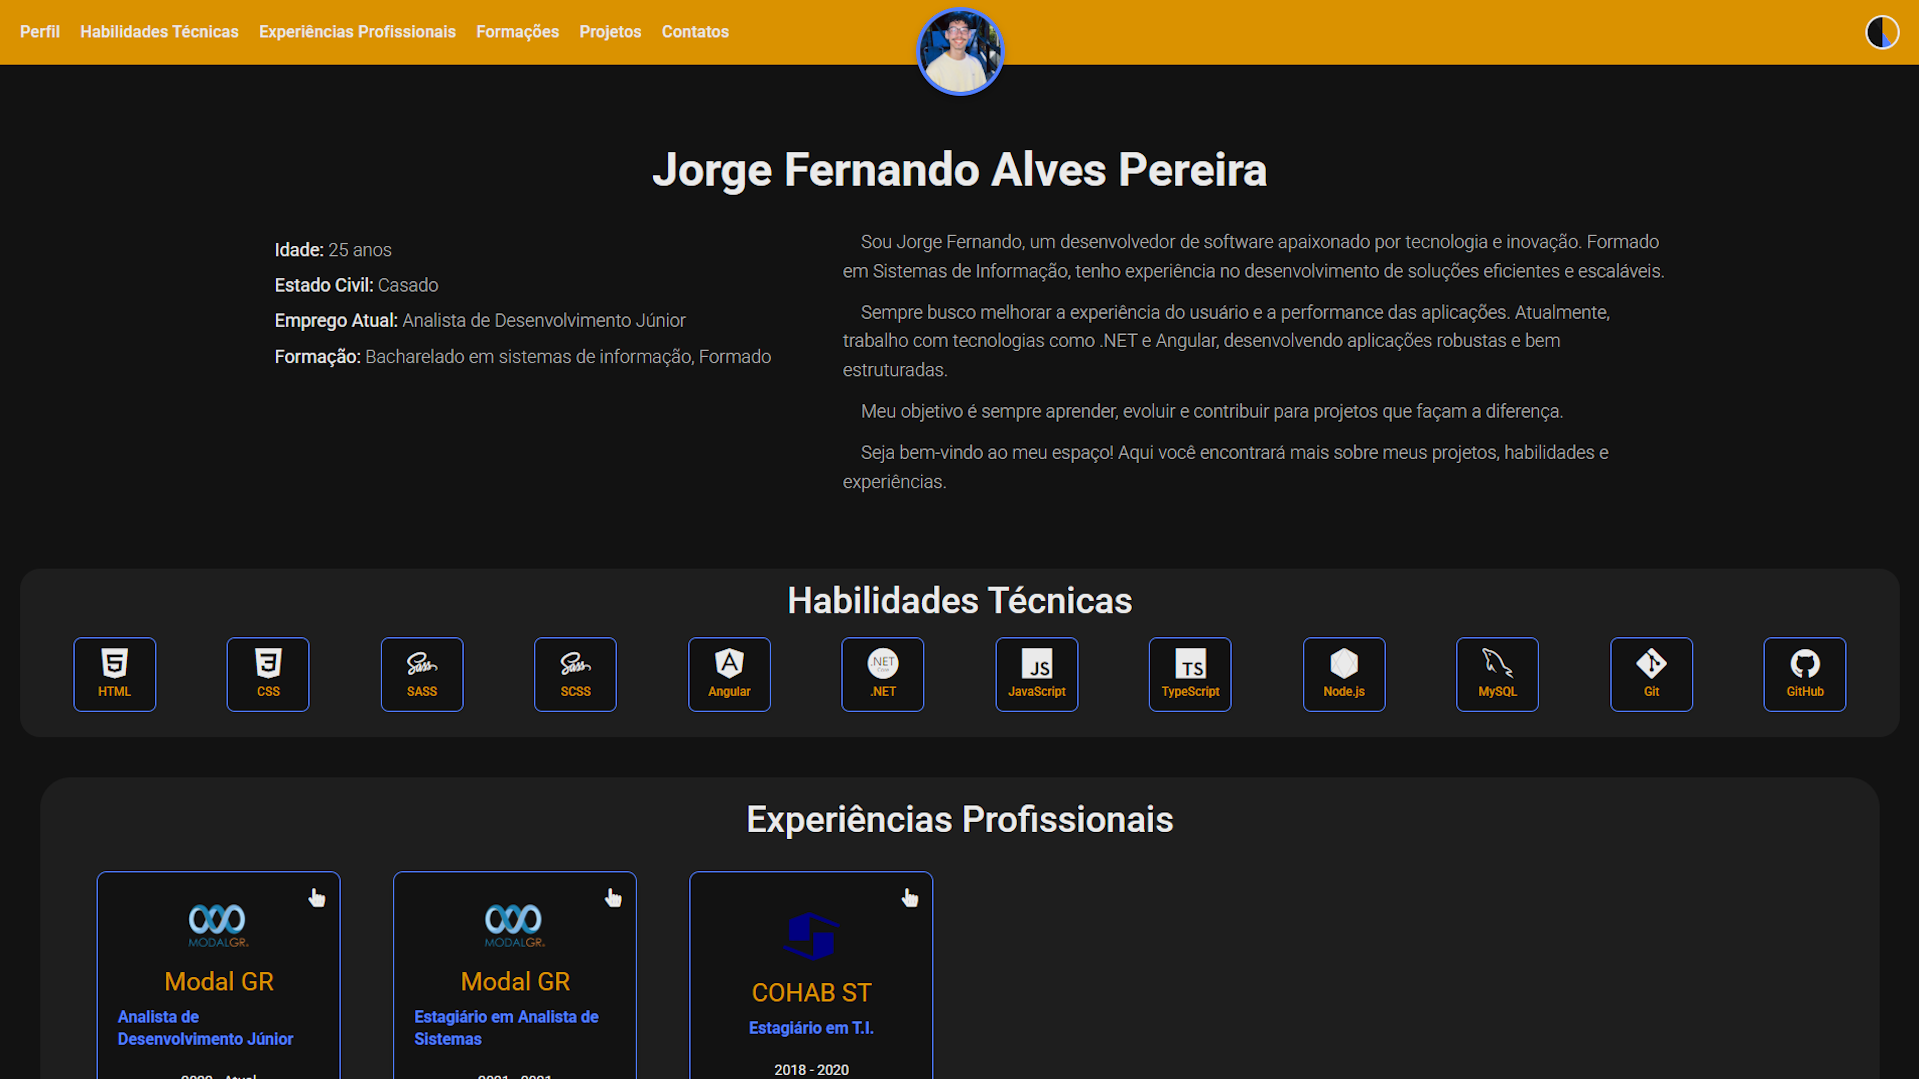 Perfil Habilidades Técnicas Experiências Profissionais Formações Projetos Contatos
Jorge Fernando Alves Pereira
Idade: 25 anos
Estado Civil: Casado
Emprego Atual: Analista de Desenvolvimento Júnior
Formação: Bacharelado em sistemas de informação, Formado
Sou Jorge Fernando, um desenvolvedor de software apaixonado por tecnologia e inovação. Formado
em Sistemas de Informação, tenho experiência no desenvolvimento de soluções eficientes e escaláveis.
Sempre busco melhorar a experiência do usuário e a performance das aplicações. Atualmente,
trabalho com tecnologias como .NET e Angular, desenvolvendo aplicações robustas e bem
estruturadas.
Meu objetivo é sempre aprender, evoluir e contribuir para projetos que façam a diferença.
Seja bem-vindo ao meu espaço! Aqui você encontrará mais sobre meus projetos, habilidades e
experiências.
Habilidades Técnicas
HTML
CSS
Sass
SASS
Sass
SCSS
A
Angular
.NET
Core
.NET
JS
JavaScript
TS
TypeScript
Node.js
MySQL
Git
GitHub
Experiências Profissionais
MODALGR.
Modal GR
Analista de
Desenvolvimento Júnior
MODALGR.
Modal GR
Estagiário em Analista de
Sistemas
COHAB ST
Estagiário em T.I.
2018 - 2020